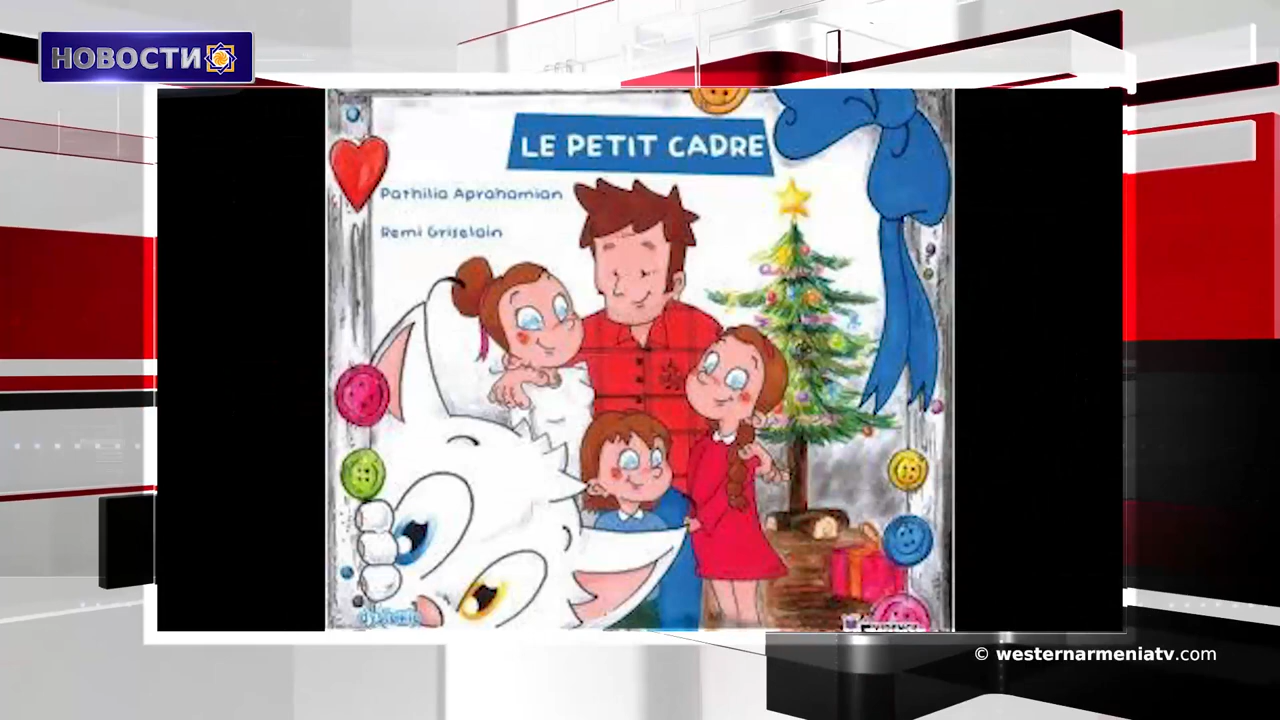 НОВОСТИ
LE PETIT CADRE
Pathilia Aprahamian
Remi Griselain
© westernarmeniatv.com